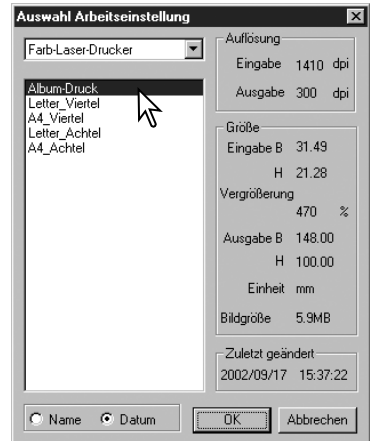 Auswahl Arbeitseinstellung
Farb-Laser-Drucker
Album-Druck
Letter_Viertel
A4_Viertel
Letter_Achtel
A4_Achtel
Auflösung
Eingabe 1410 dpi
Ausgabe 300 dpi
Größe
Eingabe B 31.49
H 21.28
Vergrößerung
470 %
Ausgabe B 148.00
H 100.00
Einheit mm
Bildgröße 5.9MB
Zuletzt geändert
2002/09/17 15:37:22
Name Datum
OK Abbrechen